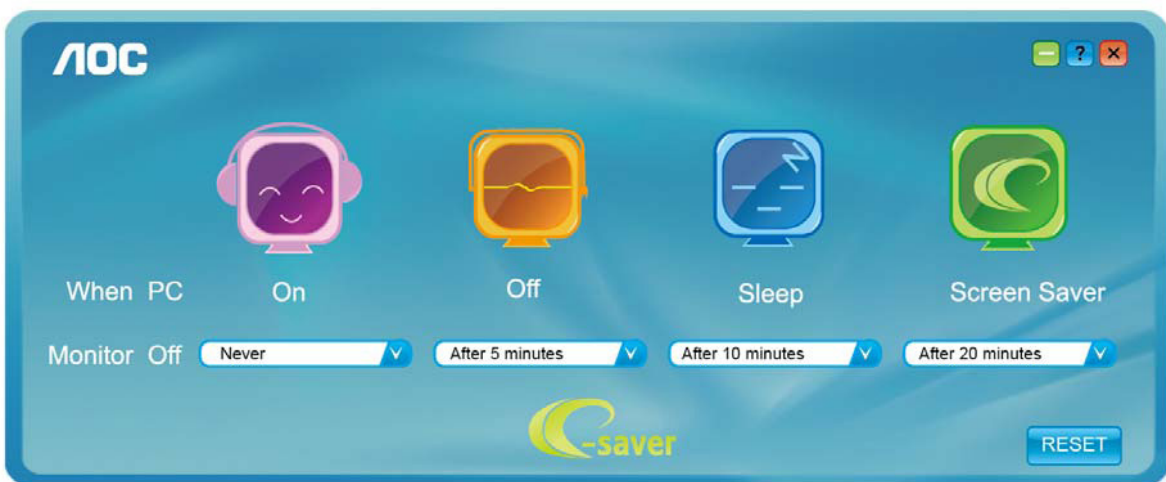 AOC
?
When PC On Off Sleep Screen Saver
Monitor Off Never After 5 minutes After 10 minutes After 20 minutes
e-saver
RESET